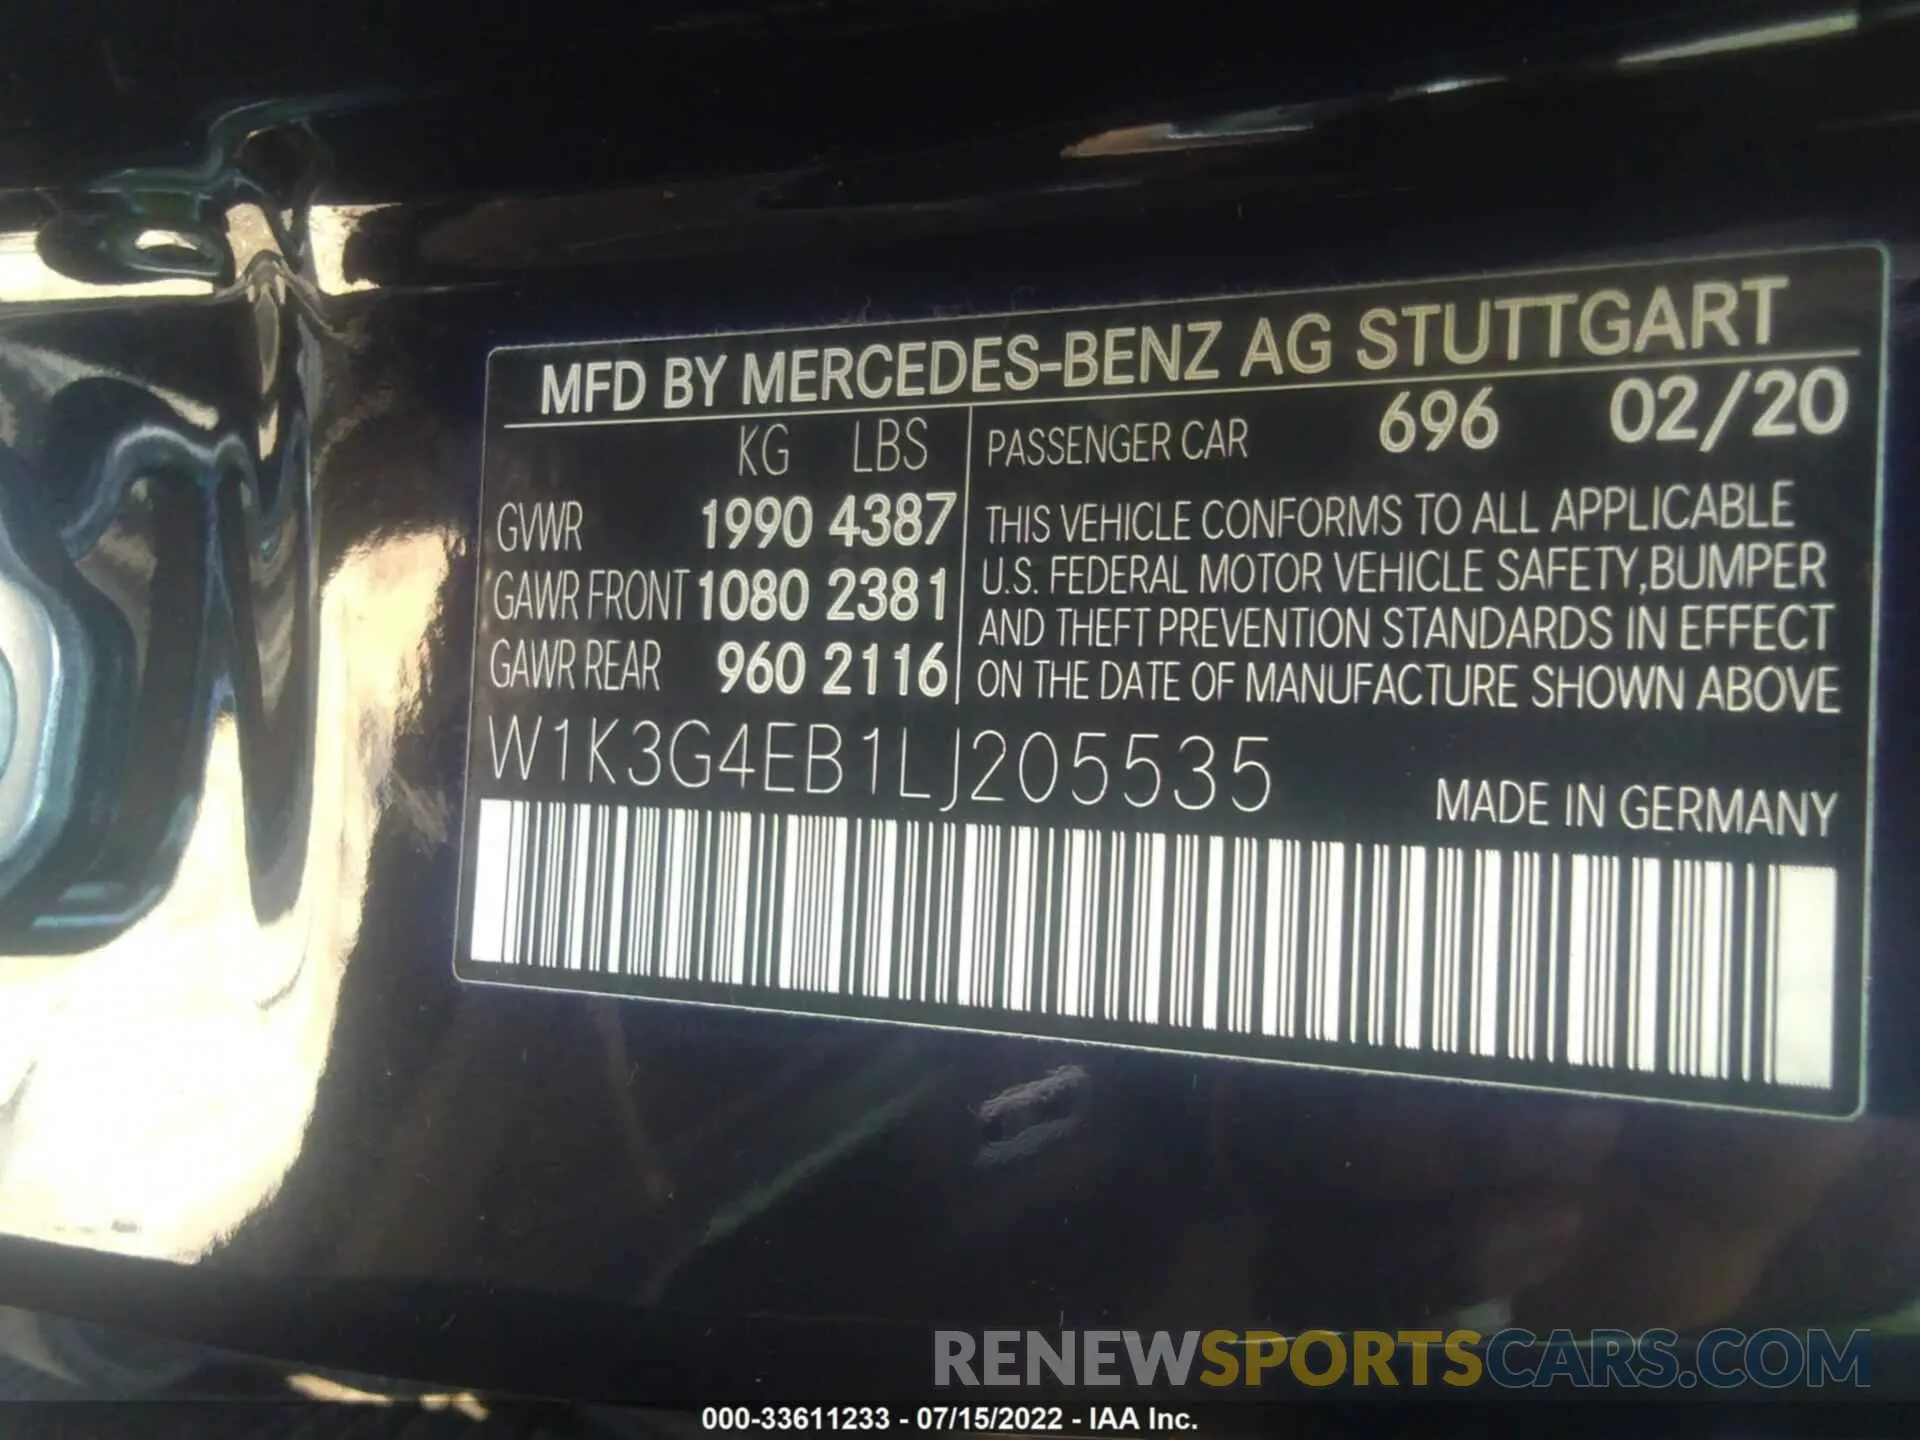 MFD BY MERCEDES-BENZ AG STUTTGART
KG LBS
GVWR 1990 4387
GAWR FRONT 1080 2381
GAWR REAR 960 2116
PASSENGER CAR 696 02/20
THIS VEHICLE CONFORMS TO ALL APPLICABLE
U.S. FEDERAL MOTOR VEHICLE SAFETY,BUMPER
AND THEFT PREVENTION STANDARDS IN EFFECT
ON THE DATE OF MANUFACTURE SHOWN ABOVE
W1K3G4EB1LJ205535
MADE IN GERMANY
RENEWSPORTSCARS.COM
000-33611233 - 07/15/2022 - IAA Inc.